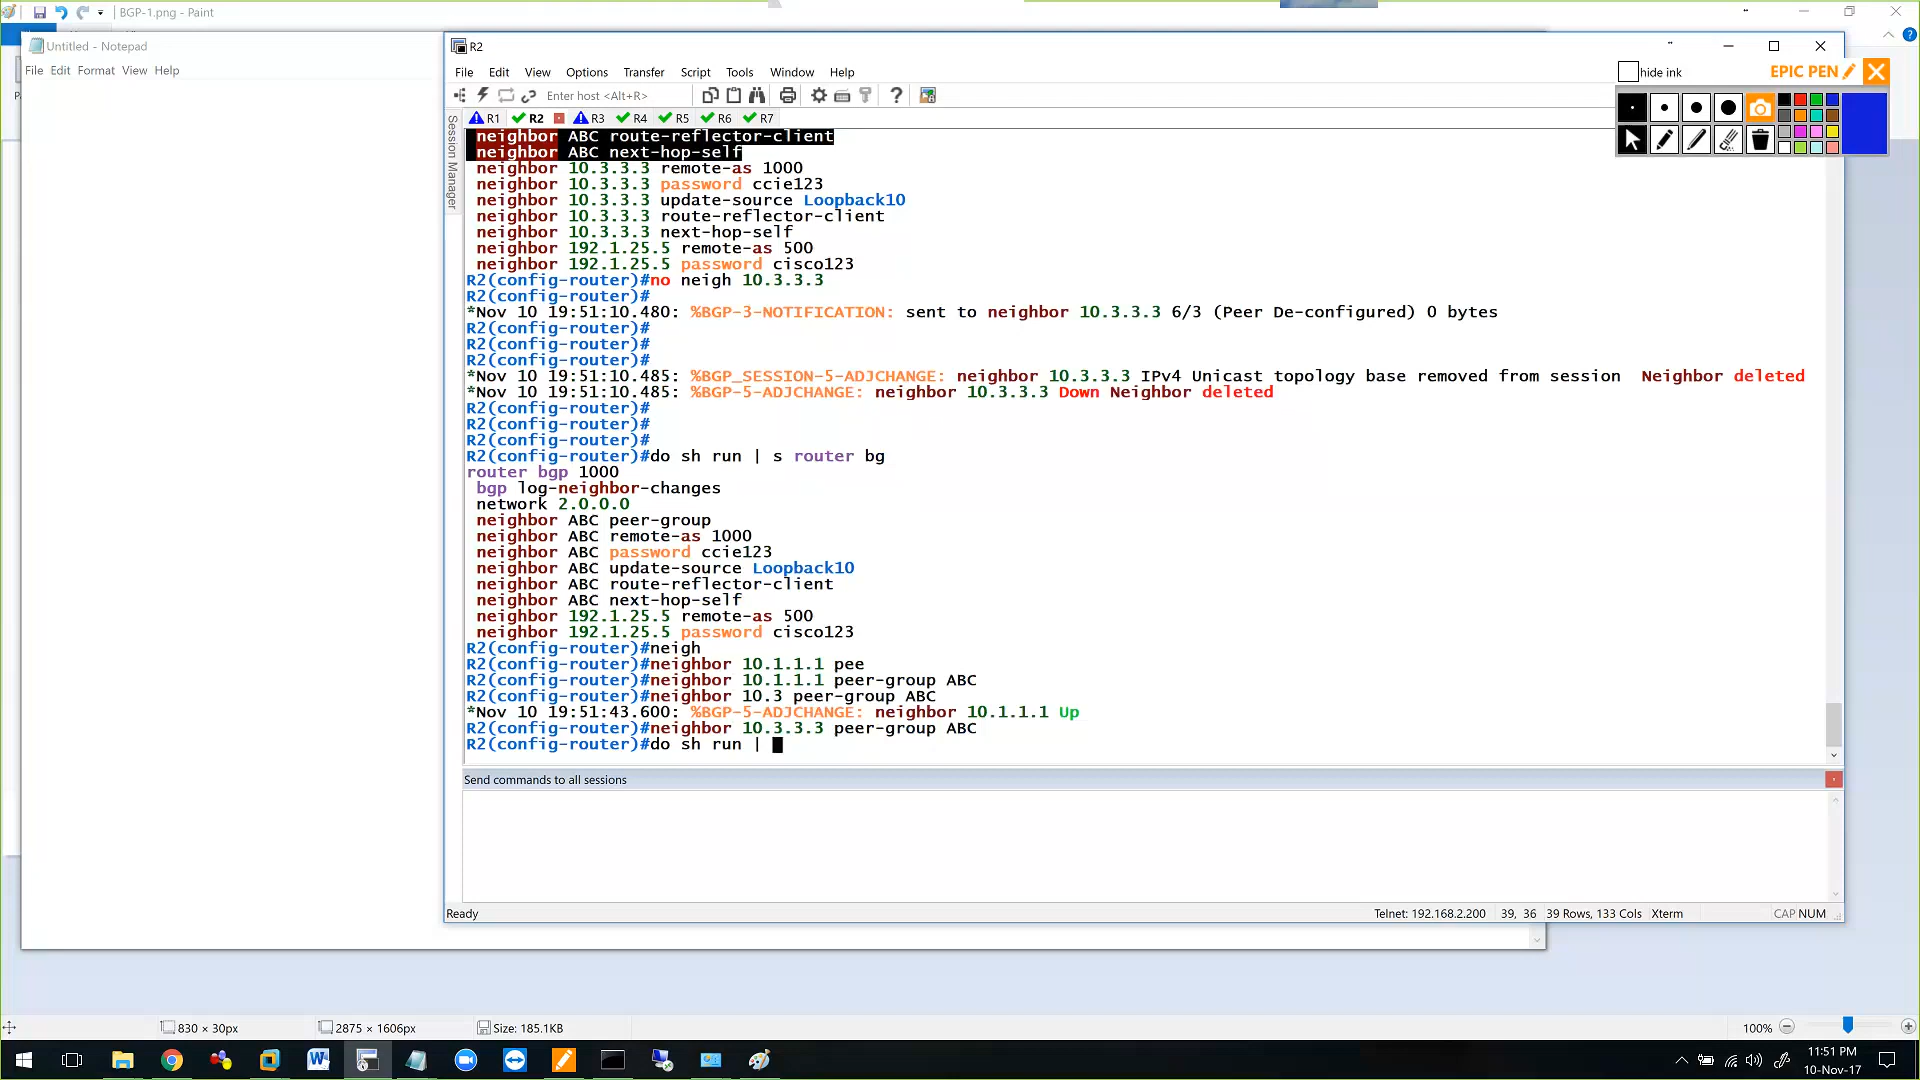 BGP-1.png - Paint
Untitled - Notepad
File Edit Format View Help
R2
File Edit View Options Transfer Script Tools Window Help
hide ink
EPIC PEN
Enter host <Alt+R>
R1 R2 R3 R4 R5 R6 R7
Session Manager
neighbor ABC route-reflector-client
neighbor ABC next-hop-self
neighbor 10.3.3.3 remote-as 1000
neighbor 10.3.3.3 password ccie123
neighbor 10.3.3.3 update-source Loopback10
neighbor 10.3.3.3 route-reflector-client
neighbor 10.3.3.3 next-hop-self
neighbor 192.1.25.5 remote-as 500
neighbor 192.1.25.5 password cisco123
R2(config-router)#no neigh 10.3.3.3
R2(config-router)#
*Nov 10 19:51:10.480: %BGP-3-NOTIFICATION: sent to neighbor 10.3.3.3 6/3 (Peer De-configured) 0 bytes
R2(config-router)#
R2(config-router)#
R2(config-router)#
*Nov 10 19:51:10.485: %BGP_SESSION-5-ADJCHANGE: neighbor 10.3.3.3 IPv4 Unicast topology base removed from session  Neighbor deleted
*Nov 10 19:51:10.485: %BGP-5-ADJCHANGE: neighbor 10.3.3.3 Down Neighbor deleted
R2(config-router)#
R2(config-router)#
R2(config-router)#
R2(config-router)#do sh run | s router bg
router bgp 1000
bgp log-neighbor-changes
network 2.0.0.0
neighbor ABC peer-group
neighbor ABC remote-as 1000
neighbor ABC password ccie123
neighbor ABC update-source Loopback10
neighbor ABC route-reflector-client
neighbor ABC next-hop-self
neighbor 192.1.25.5 remote-as 500
neighbor 192.1.25.5 password cisco123
R2(config-router)#neigh
R2(config-router)#neighbor 10.1.1.1 pee
R2(config-router)#neighbor 10.1.1.1 peer-group ABC
R2(config-router)#neighbor 10.3 peer-group ABC
*Nov 10 19:51:43.600: %BGP-5-ADJCHANGE: neighbor 10.1.1.1 Up
R2(config-router)#neighbor 10.3.3.3 peer-group ABC
R2(config-router)#do sh run |
Send commands to all sessions
Ready
Telnet: 192.168.2.200 39, 36 39 Rows, 133 Cols Xterm CAP NUM
830 × 30px
2875 × 1606px
Size: 185.1KB
100%
11:51 PM
10-Nov-17